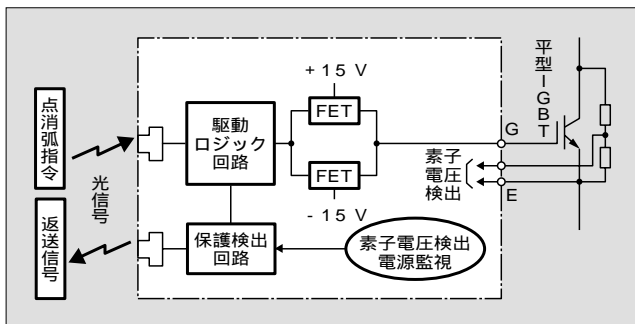 点消弧指令
光信号
返送信号
駆動
ロジック
回路
+15 V
FET
FET
-15 V
保護検出
回路
素子電圧検出
電源監視
素子
電圧
検出
G
E
平型IGBT